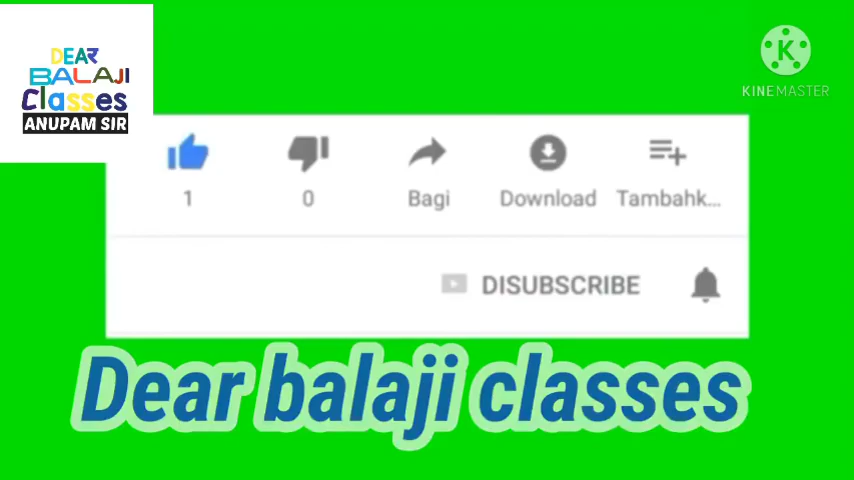 DEAR
BALAJI
Classes
ANUPAM SIR
KINEMASTER
1 0 Bagi Download Tambahk...
DISUBSCRIBE
Dear balaji classes